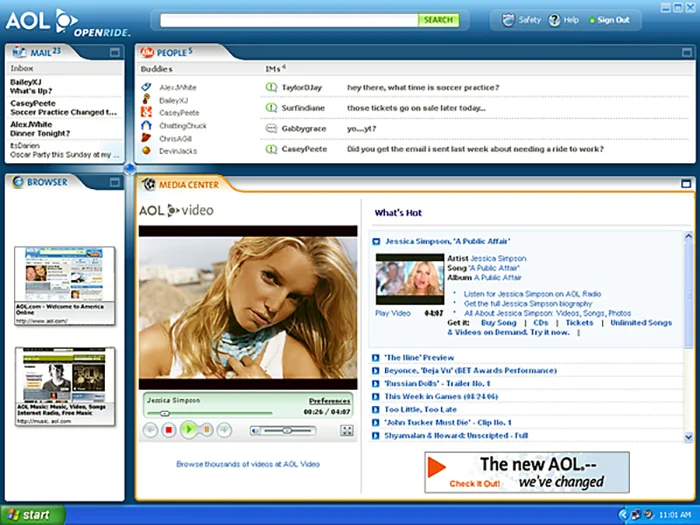 AOL
OPENRIDE.
SEARCH
Safety
Help
Sign Out
MAIL 23
Inbox
BaileyXJ
What's Up?
CaseyPeete
Soccer Practice Changed t...
AlexJWhite
Dinner Tonight?
ItsDarien
Oscar Party this Sunday at my ...
PEOPLE 5
Buddies
AlexJWhite
BaileyXJ
CaseyPeete
ChattingChuck
ChrisAGill
DevinJacks
IMs 4
TaylorDJay hey there, what time is soccer practice?
Surfindiane those tickets go on sale later today...
Gabbygrace yo....yt?
CaseyPeete Did you get the email i sent last week about needing a ride to work?
BROWSER
AOL.com - Welcome to America
Online
http://www.aol.com/
AOL Music: Music, Video, Songs
Internet Radio, Free Music
http://music.aol.com
MEDIA CENTER
AOL video
Jessica Simpson
Preferences
00:26 / 04:07
Browse thousands of videos at AOL Video
What's Hot
Jessica Simpson, 'A Public Affair'
Artist Jessica Simpson
Song 'A Public Affair'
Album A Public Affair
Play Video 04:07
Listen for Jessica Simpson on AOL Radio
Get the full Jessica Simpson biography
All About Jessica Simpson: Videos, Songs, Photos
Get it: Buy Song | CDs | Tickets | Unlimited Songs
& Videos on Demand. Try it now. |
'The Nine' Preview
Beyonce, 'Deja Vu' (BET Awards Performance)
'Russian Dolls' - Trailer No. 1
This Week in Games (08/24/06)
Too Little, Too Late
'John Tucker Must Die' - Clip No. 1
Shyamalan & Howard: Unscripted - Full
The new AOL.--
Check It Out!
we've changed
start
11:01 AM